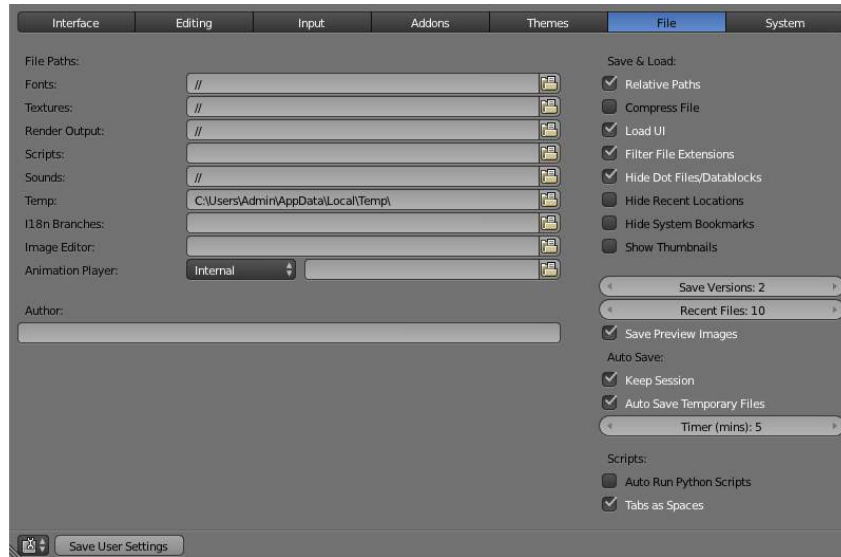 Interface Editing Input Addons Themes File System
File Paths:
Fonts: //
Textures: //
Render Output: //
Scripts:
Sounds: //
Temp: C:\Users\Admin\AppData\Local\Temp\
I18n Branches:
Image Editor:
Animation Player: Internal
Author:
Save & Load:
Relative Paths
Compress File
Load UI
Filter File Extensions
Hide Dot Files/Datablocks
Hide Recent Locations
Hide System Bookmarks
Show Thumbnails
Save Versions: 2
Recent Files: 10
Save Preview Images
Auto Save:
Keep Session
Auto Save Temporary Files
Timer (mins): 5
Scripts:
Auto Run Python Scripts
Tabs as Spaces
Save User Settings